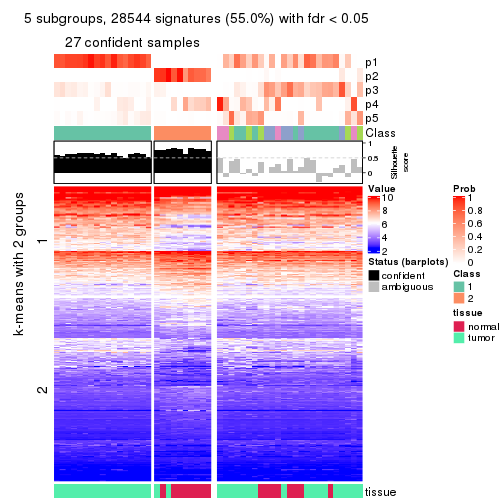 5 subgroups, 28544 signatures (55.0%) with fdr < 0.05
27 confident samples
p1
p2
p3
p4
p5
Class
1
0.5
0
Silhouette
score
k-means with 2 groups
1
2
tissue
Value
10
8
6
4
2
Status (barplots)
confident
ambiguous
Prob
1
0.8
0.6
0.4
0.2
0
Class
1
2
tissue
normal
tumor